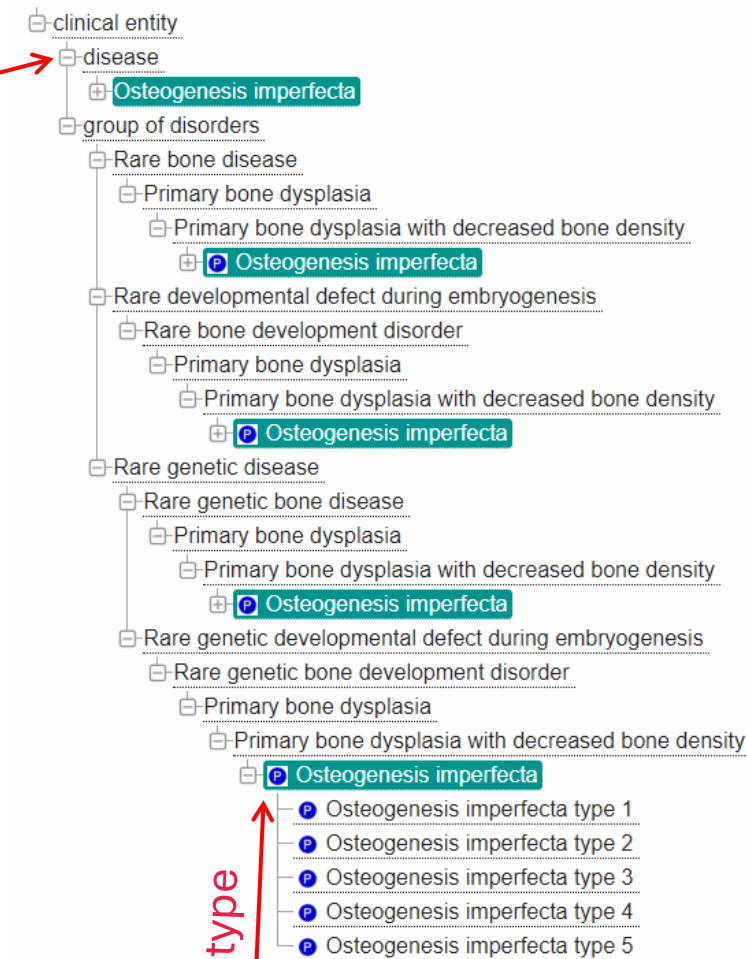 clinical entity
disease
Osteogenesis imperfecta
group of disorders
Rare bone disease
Primary bone dysplasia
Primary bone dysplasia with decreased bone density
P Osteogenesis imperfecta
Rare developmental defect during embryogenesis
Rare bone development disorder
Primary bone dysplasia
Primary bone dysplasia with decreased bone density
P Osteogenesis imperfecta
Rare genetic disease
Rare genetic bone disease
Primary bone dysplasia
Primary bone dysplasia with decreased bone density
P Osteogenesis imperfecta
Rare genetic developmental defect during embryogenesis
Rare genetic bone development disorder
Primary bone dysplasia
Primary bone dysplasia with decreased bone density
P Osteogenesis imperfecta
P Osteogenesis imperfecta type 1
P Osteogenesis imperfecta type 2
P Osteogenesis imperfecta type 3
P Osteogenesis imperfecta type 4
P Osteogenesis imperfecta type 5
type